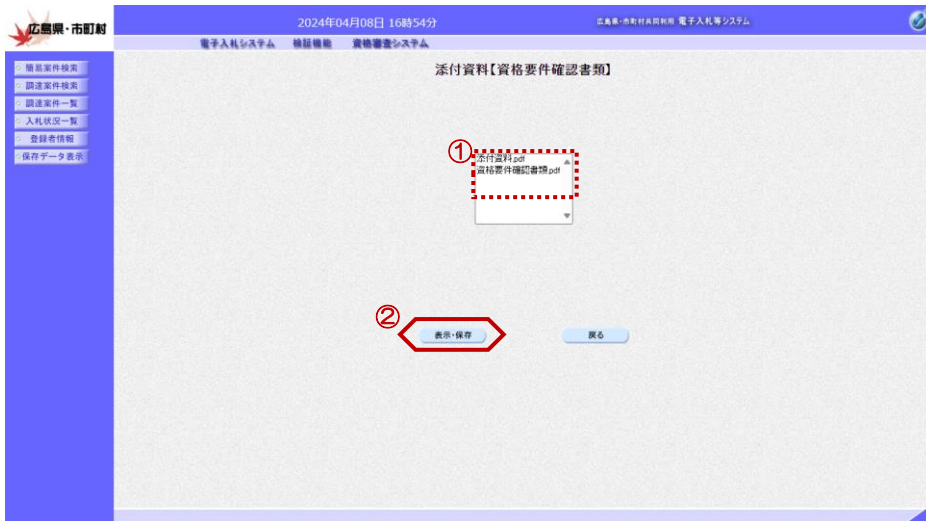 広島県・市町村
2024年04月08日 16時54分
広島県・市町村共同利用 電子入札等システム
電子入札システム 検証機能 資格審査システム
簡易案件検索
調達案件検索
調達案件一覧
入札状況一覧
登録者情報
保存データ表示
添付資料【資格要件確認書類】
①
添付資料.pdf
資格要件確認書類.pdf
②
表示・保存
戻る